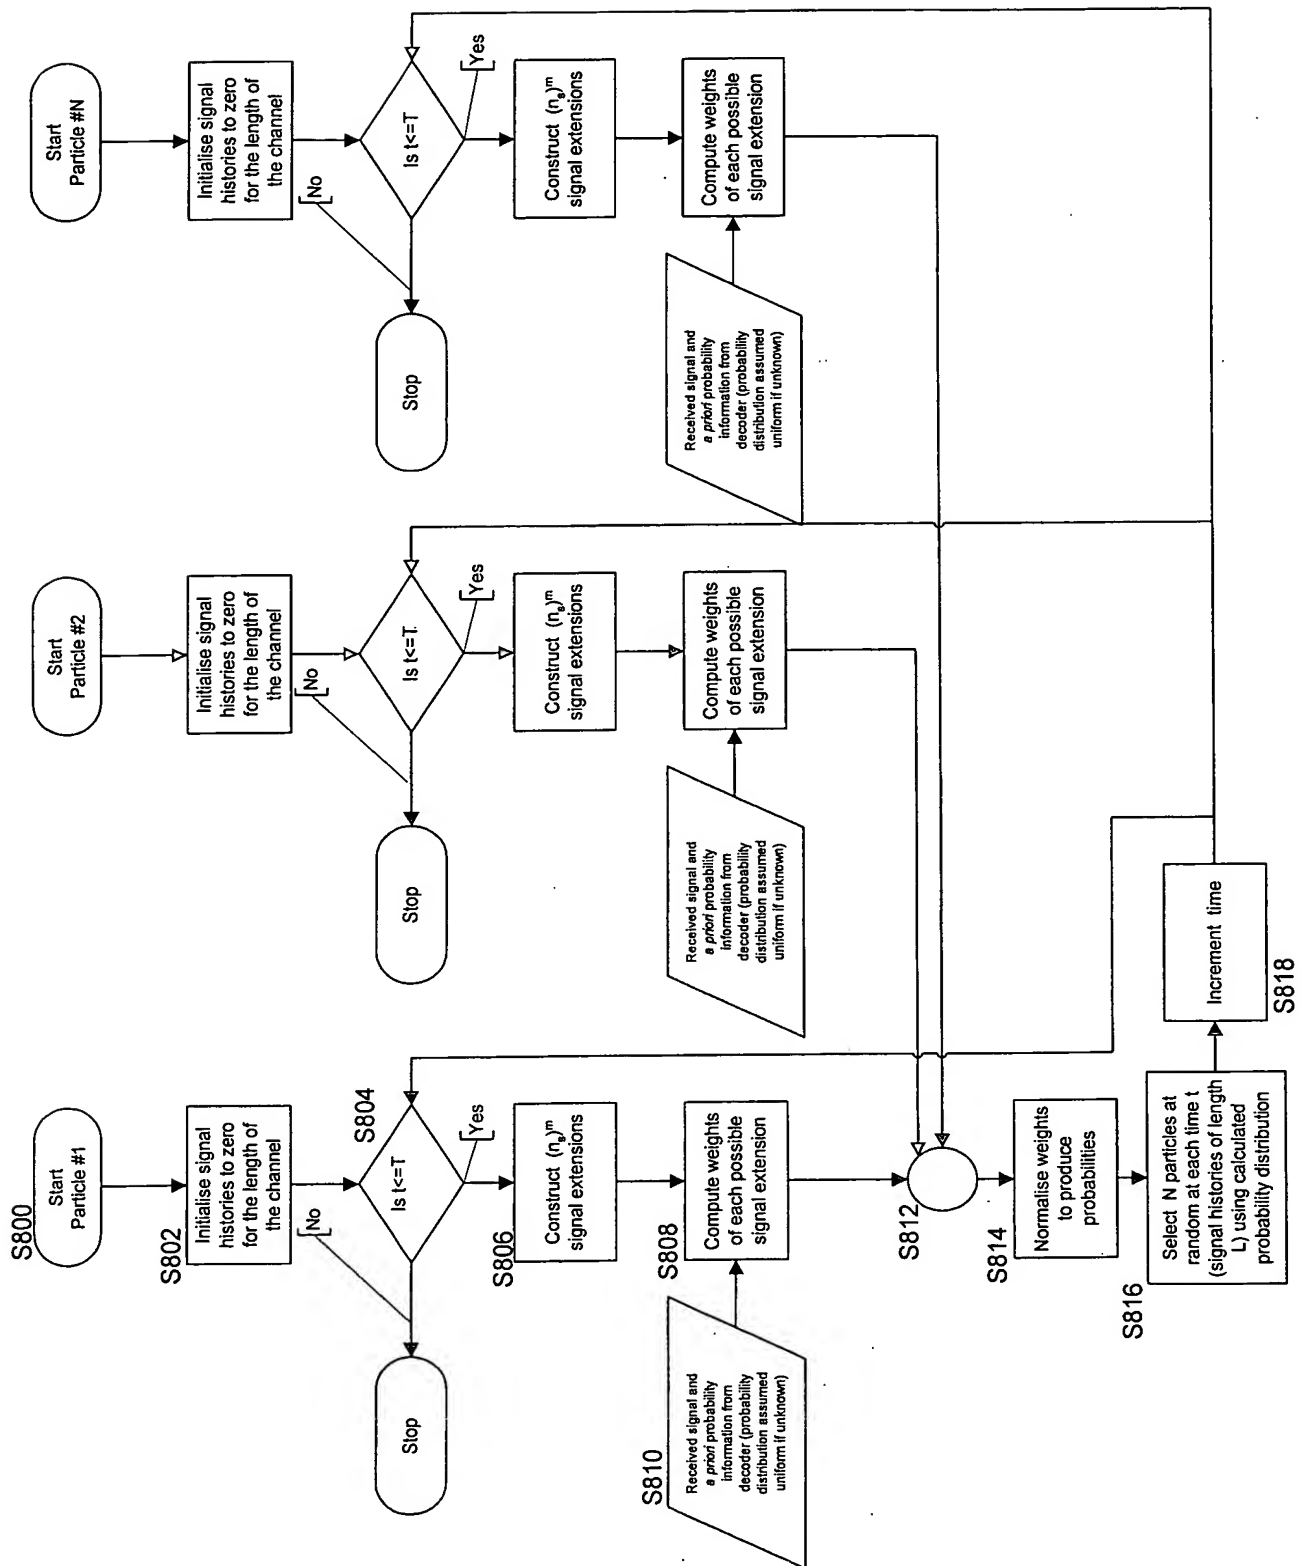 S800
Start
Particle #1
S802
Initialise signal
histories to zero
for the length of
the channel
[No
S804
Is t<=T
[Yes
Stop
S806
Construct (nₛ)ᵐ
signal extensions
S808
Compute weights
of each possible
signal extension
S810
Received signal and
a priori probability
information from
decoder (probability
distribution assumed
uniform if unknown)
S812
S814
Normalise weights
to produce
probabilities
S816
Select N particles at
random at each time t
(signal histories of length
L) using calculated
probability distribution
Increment time
S818
Start
Particle #2
Initialise signal
histories to zero
for the length of
the channel
[No
Is t<=T.
[Yes
Stop
Construct (nₛ)ᵐ
signal extensions
Compute weights
of each possible
signal extension
Received signal and
a priori probability
information from
decoder (probability
distribution assumed
uniform if unknown)
Start
Particle #N
Initialise signal
histories to zero
for the length of
the channel
[No
Is t<=T
[Yes
Stop
Construct (nₛ)ᵐ
signal extensions
Compute weights
of each possible
signal extension
Received signal and
a priori probability
information from
decoder (probability
distribution assumed
uniform if unknown)